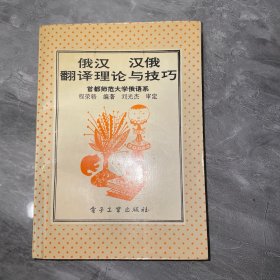 俄汉 汉俄
翻译理论与技巧
首都师范大学俄语系
程荣辂 编著 刘光杰 审定
电子工业出版社